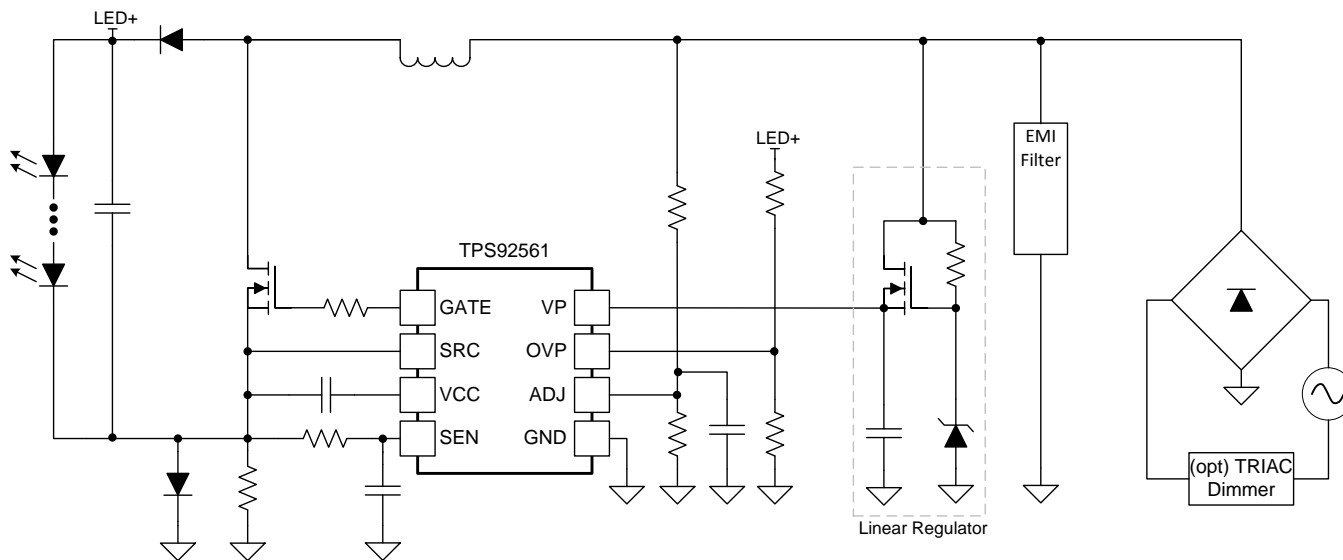 LED+
LED+
EMI
Filter
TPS92561
GATE
VP
SRC
OVP
VCC
ADJ
SEN
GND
(opt) TRIAC
Dimmer
Linear Regulator